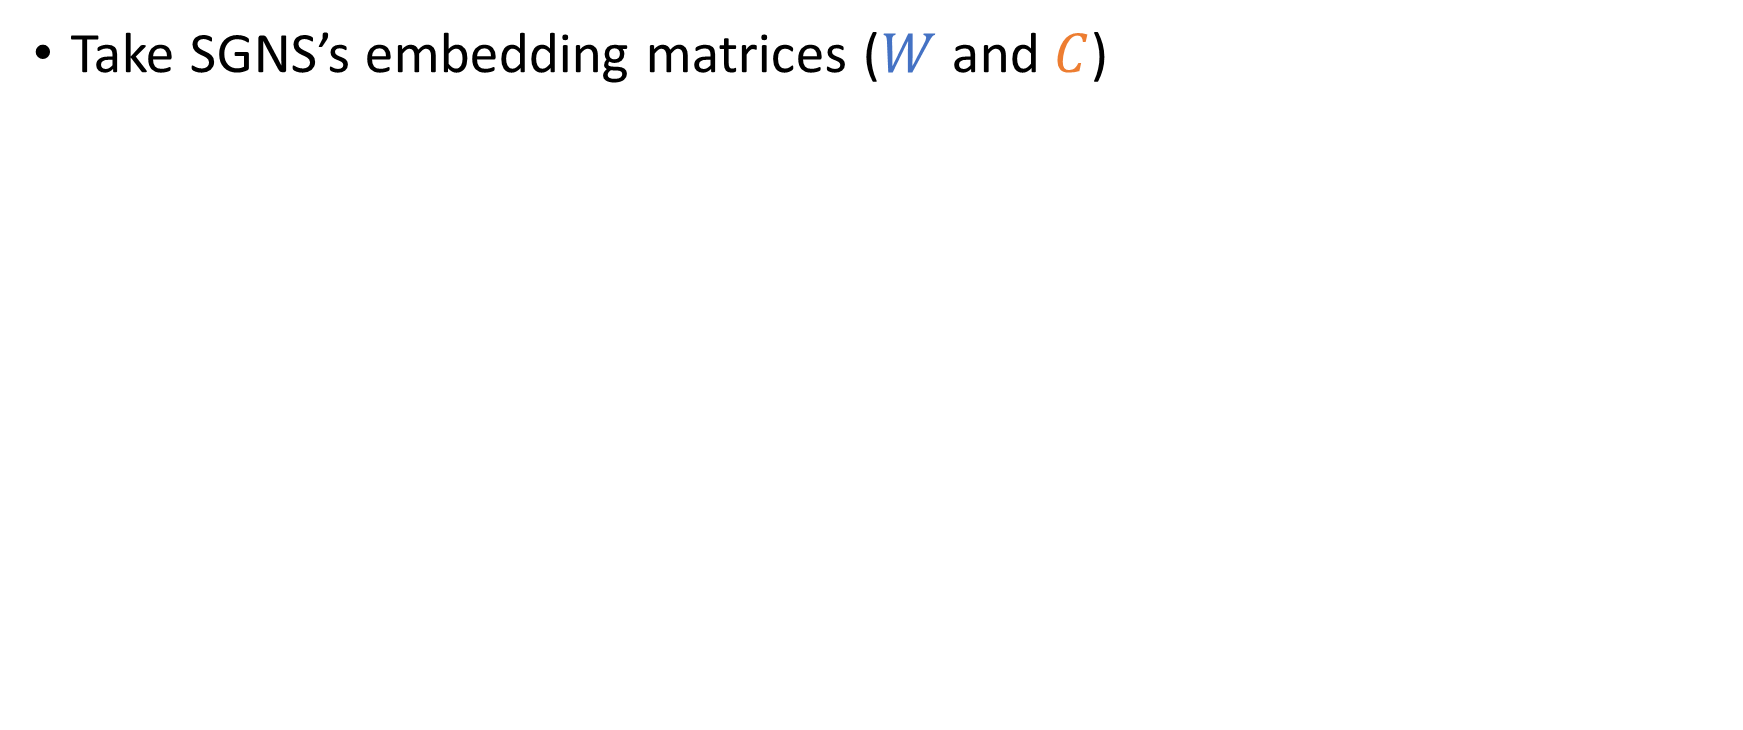 • Take SGNS’s embedding matrices (W and C)